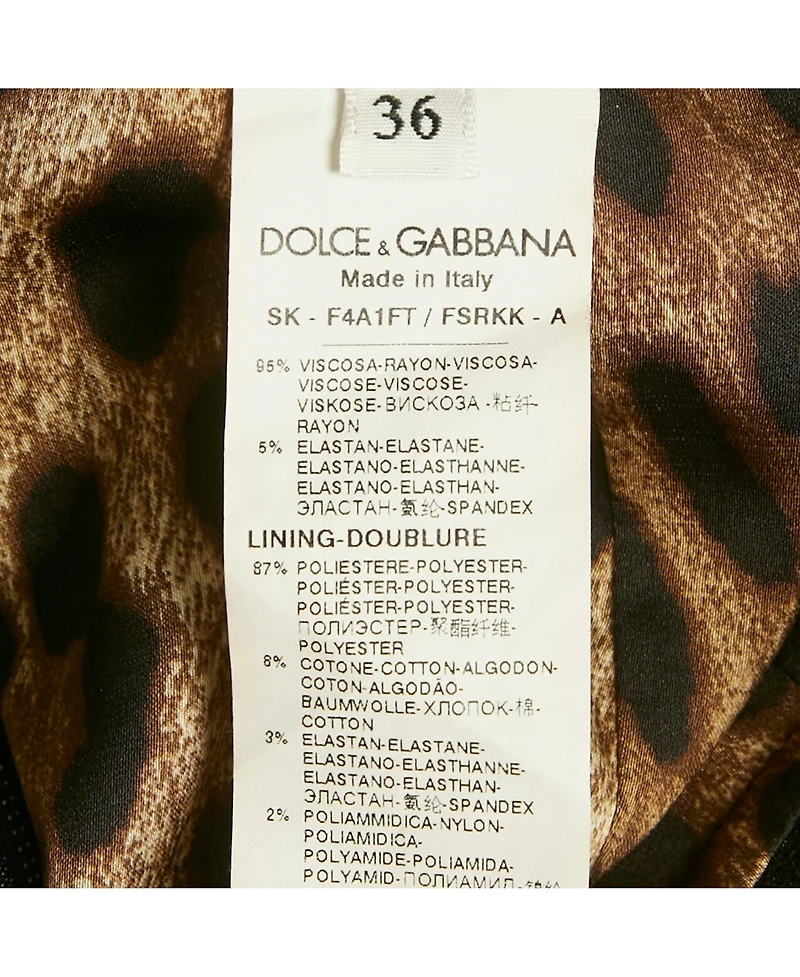 36
DOLCE & GABBANA
Made in Italy
SK - F4A1FT / FSRKK - A
95% VISCOSA-RAYON-VISCOSA-
VISCOSE-VISCOSE-
VISKOSE-ВИСКОЗА -粘纤-
RAYON
5% ELASTAN-ELASTANE-
ELASTANO-ELASTHANNE-
ELASTANO-ELASTHAN-
ЭЛАСТАН-氨纶-SPANDEX
LINING-DOUBLURE
87% POLIESTERE-POLYESTER-
POLIÉSTER-POLYESTER-
POLIÉSTER-POLYESTER-
ПОЛИЭСТЕР-聚酯纤维-
POLYESTER
8% COTONE-COTTON-ALGODON-
COTON-ALGODÃO-
BAUMWOLLE-ХЛОПОК-棉-
COTTON
3% ELASTAN-ELASTANE-
ELASTANO-ELASTHANNE-
ELASTANO-ELASTHAN-
ЭЛАСТАН-氨纶-SPANDEX
2% POLIAMMIDICA-NYLON-
POLIAMIDICA-
POLYAMIDE-POLIAMIDA-
POLYAMID-ПОЛИАМИД-